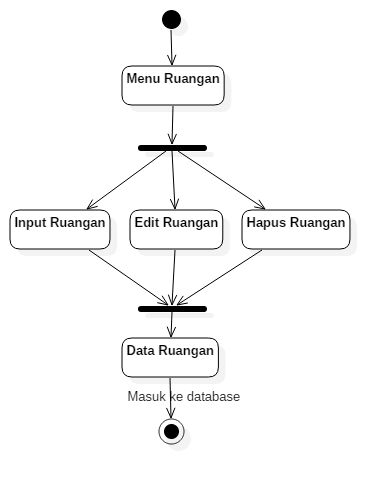 Menu Ruangan
Input Ruangan
Edit Ruangan
Hapus Ruangan
Data Ruangan
Masuk ke database